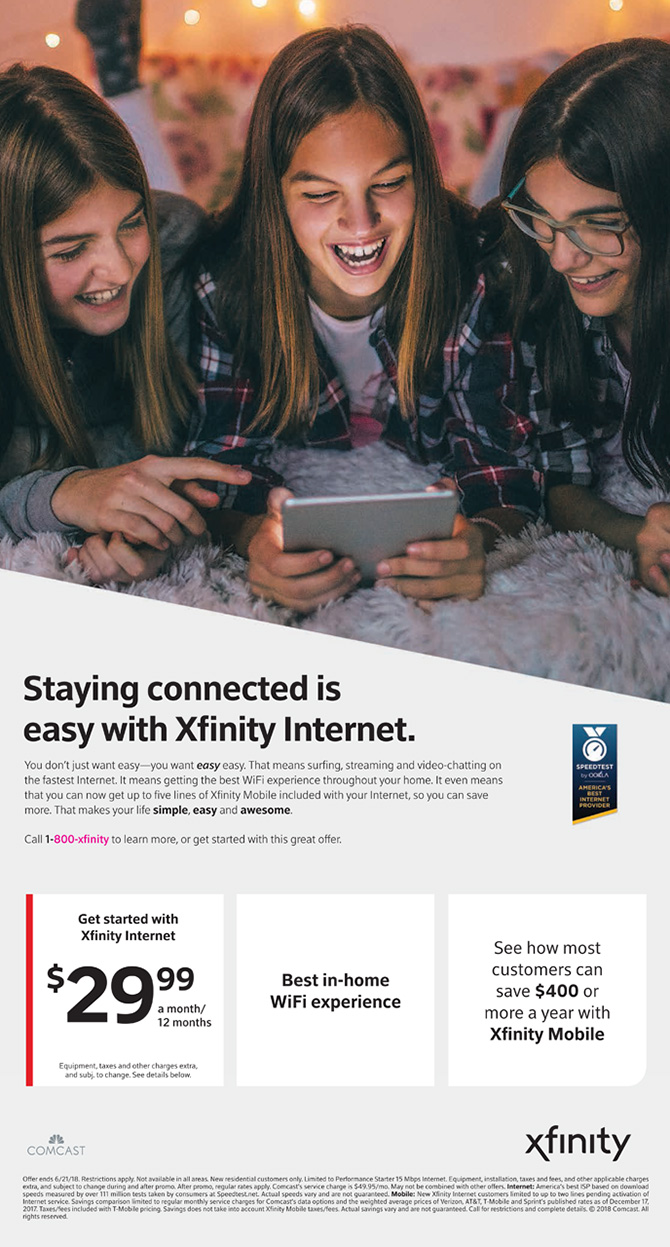 Staying connected is
easy with Xfinity Internet.
You don't just want easy—you want easy easy. That means surfing, streaming and video-chatting on
the fastest Internet. It means getting the best WiFi experience throughout your home. It even means
that you can now get up to five lines of Xfinity Mobile included with your Internet, so you can save
more. That makes your life simple, easy and awesome.
Call 1-800-xfinity to learn more, or get started with this great offer.
SPEEDTEST
by OOKLA
AMERICA'S
BEST
INTERNET
PROVIDER
Get started with
Xfinity Internet
$29.99
a month/
12 months
Equipment, taxes and other charges extra,
and subj. to change. See details below.
Best in-home
WiFi experience
See how most
customers can
save $400 or
more a year with
Xfinity Mobile
COMCAST
xfinity
Offer ends 6/21/18. Restrictions apply. Not available in all areas. New residential customers only. Limited to Performance Starter 15 Mbps Internet. Equipment, installation, taxes and fees, and other applicable charges
extra, and subject to change during and after promo. After promo, regular rates apply. Comcast's service charge is $49.95/mo. May not be combined with other offers. Internet: America's best ISP based on download
speeds measured by over 111 million tests taken by consumers at Speedtest.net. Actual speeds vary and are not guaranteed. Mobile: New Xfinity Internet customers limited to up to two lines pending activation of
Internet service. Savings comparison limited to regular monthly service charges for Comcast's data options and the weighted average prices of Verizon, AT&T, T-Mobile and Sprint's published rates as of December 17,
2017. Taxes/fees included with T-Mobile pricing. Savings does not take into account Xfinity Mobile taxes/fees. Actual savings vary and are not guaranteed. Call for restrictions and complete details. © 2018 Comcast. All
rights reserved.